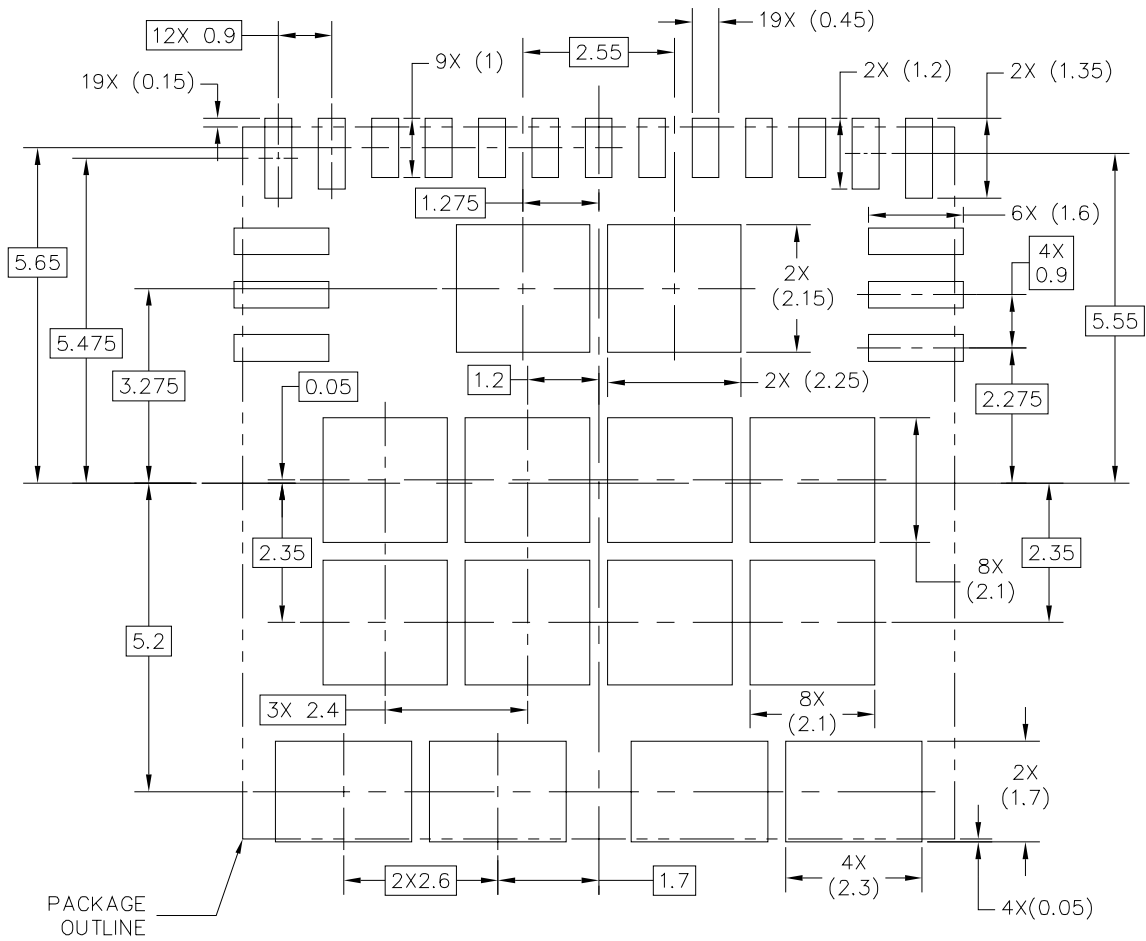 19X (0.45)
12X 0.9
2.55
9X (1)
2X (1.2)
2X (1.35)
19X (0.15)
1.275
6X (1.6)
5.65
4X
0.9
2X
(2.15)
5.55
5.475
3.275
0.05
1.2
2X (2.25)
2.275
2.35
2.35
8X
(2.1)
5.2
3X 2.4
8X
(2.1)
2X
(1.7)
2X2.6
1.7
4X
(2.3)
4X(0.05)
PACKAGE
OUTLINE